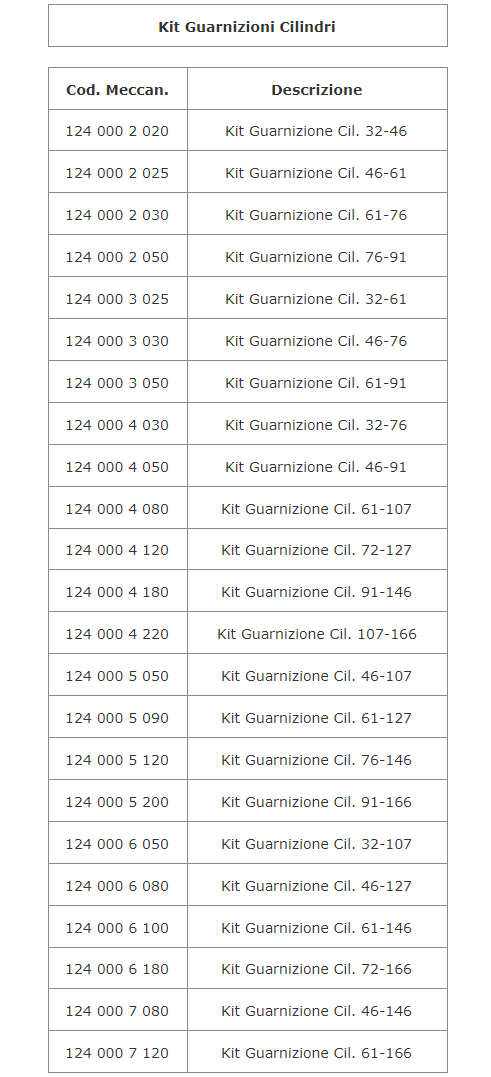 Kit Guarnizioni Cilindri
Cod. Meccan. Descrizione
124 000 2 020 Kit Guarnizione Cil. 32-46
124 000 2 025 Kit Guarnizione Cil. 46-61
124 000 2 030 Kit Guarnizione Cil. 61-76
124 000 2 050 Kit Guarnizione Cil. 76-91
124 000 3 025 Kit Guarnizione Cil. 32-61
124 000 3 030 Kit Guarnizione Cil. 46-76
124 000 3 050 Kit Guarnizione Cil. 61-91
124 000 4 030 Kit Guarnizione Cil. 32-76
124 000 4 050 Kit Guarnizione Cil. 46-91
124 000 4 080 Kit Guarnizione Cil. 61-107
124 000 4 120 Kit Guarnizione Cil. 72-127
124 000 4 180 Kit Guarnizione Cil. 91-146
124 000 4 220 Kit Guarnizione Cil. 107-166
124 000 5 050 Kit Guarnizione Cil. 46-107
124 000 5 090 Kit Guarnizione Cil. 61-127
124 000 5 120 Kit Guarnizione Cil. 76-146
124 000 5 200 Kit Guarnizione Cil. 91-166
124 000 6 050 Kit Guarnizione Cil. 32-107
124 000 6 080 Kit Guarnizione Cil. 46-127
124 000 6 100 Kit Guarnizione Cil. 61-146
124 000 6 180 Kit Guarnizione Cil. 72-166
124 000 7 080 Kit Guarnizione Cil. 46-146
124 000 7 120 Kit Guarnizione Cil. 61-166